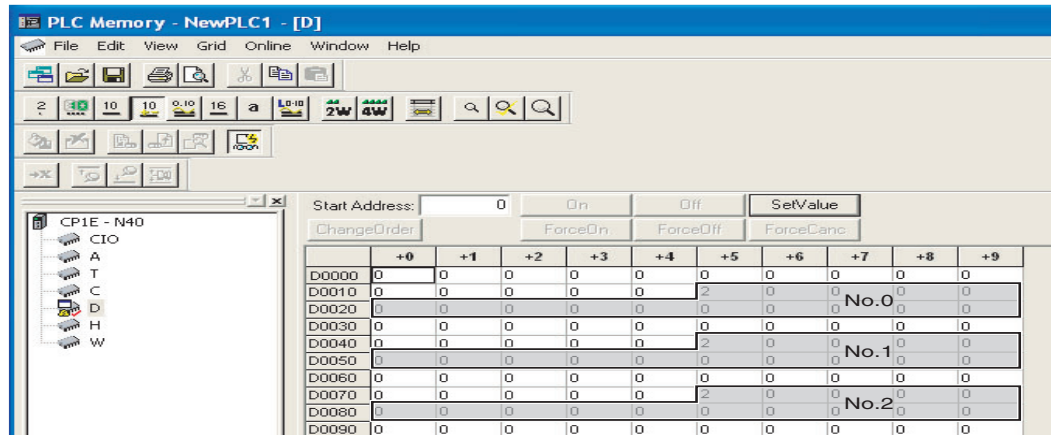 PLC Memory - NewPLC1 - [D]
File Edit View Grid Online Window Help
2 10 10 0.10 16 a L0-10 2W 4W
→X
Start Address: 0 On Off SetValue
CP1E - N40
ChangeOrder ForceOn ForceOff ForceCanc
CIO
A
T
C
D
H
W
+0 +1 +2 +3 +4 +5 +6 +7 +8 +9
D0000 0 0 0 0 0 0 0 0 0 0
D0010 0 0 0 0 0 2 0 0 0 0
No.0
D0020 0 0 0 0 0 0 0 0 0 0
D0030 0 0 0 0 0 0 0 0 0 0
D0040 0 0 0 0 0 2 0 0 0 0
No.1
D0050 0 0 0 0 0 0 0 0 0 0
D0060 0 0 0 0 0 0 0 0 0 0
D0070 0 0 0 0 0 2 0 0 0 0
No.2
D0080 0 0 0 0 0 0 0 0 0 0
D0090 0 0 0 0 0 0 0 0 0 0